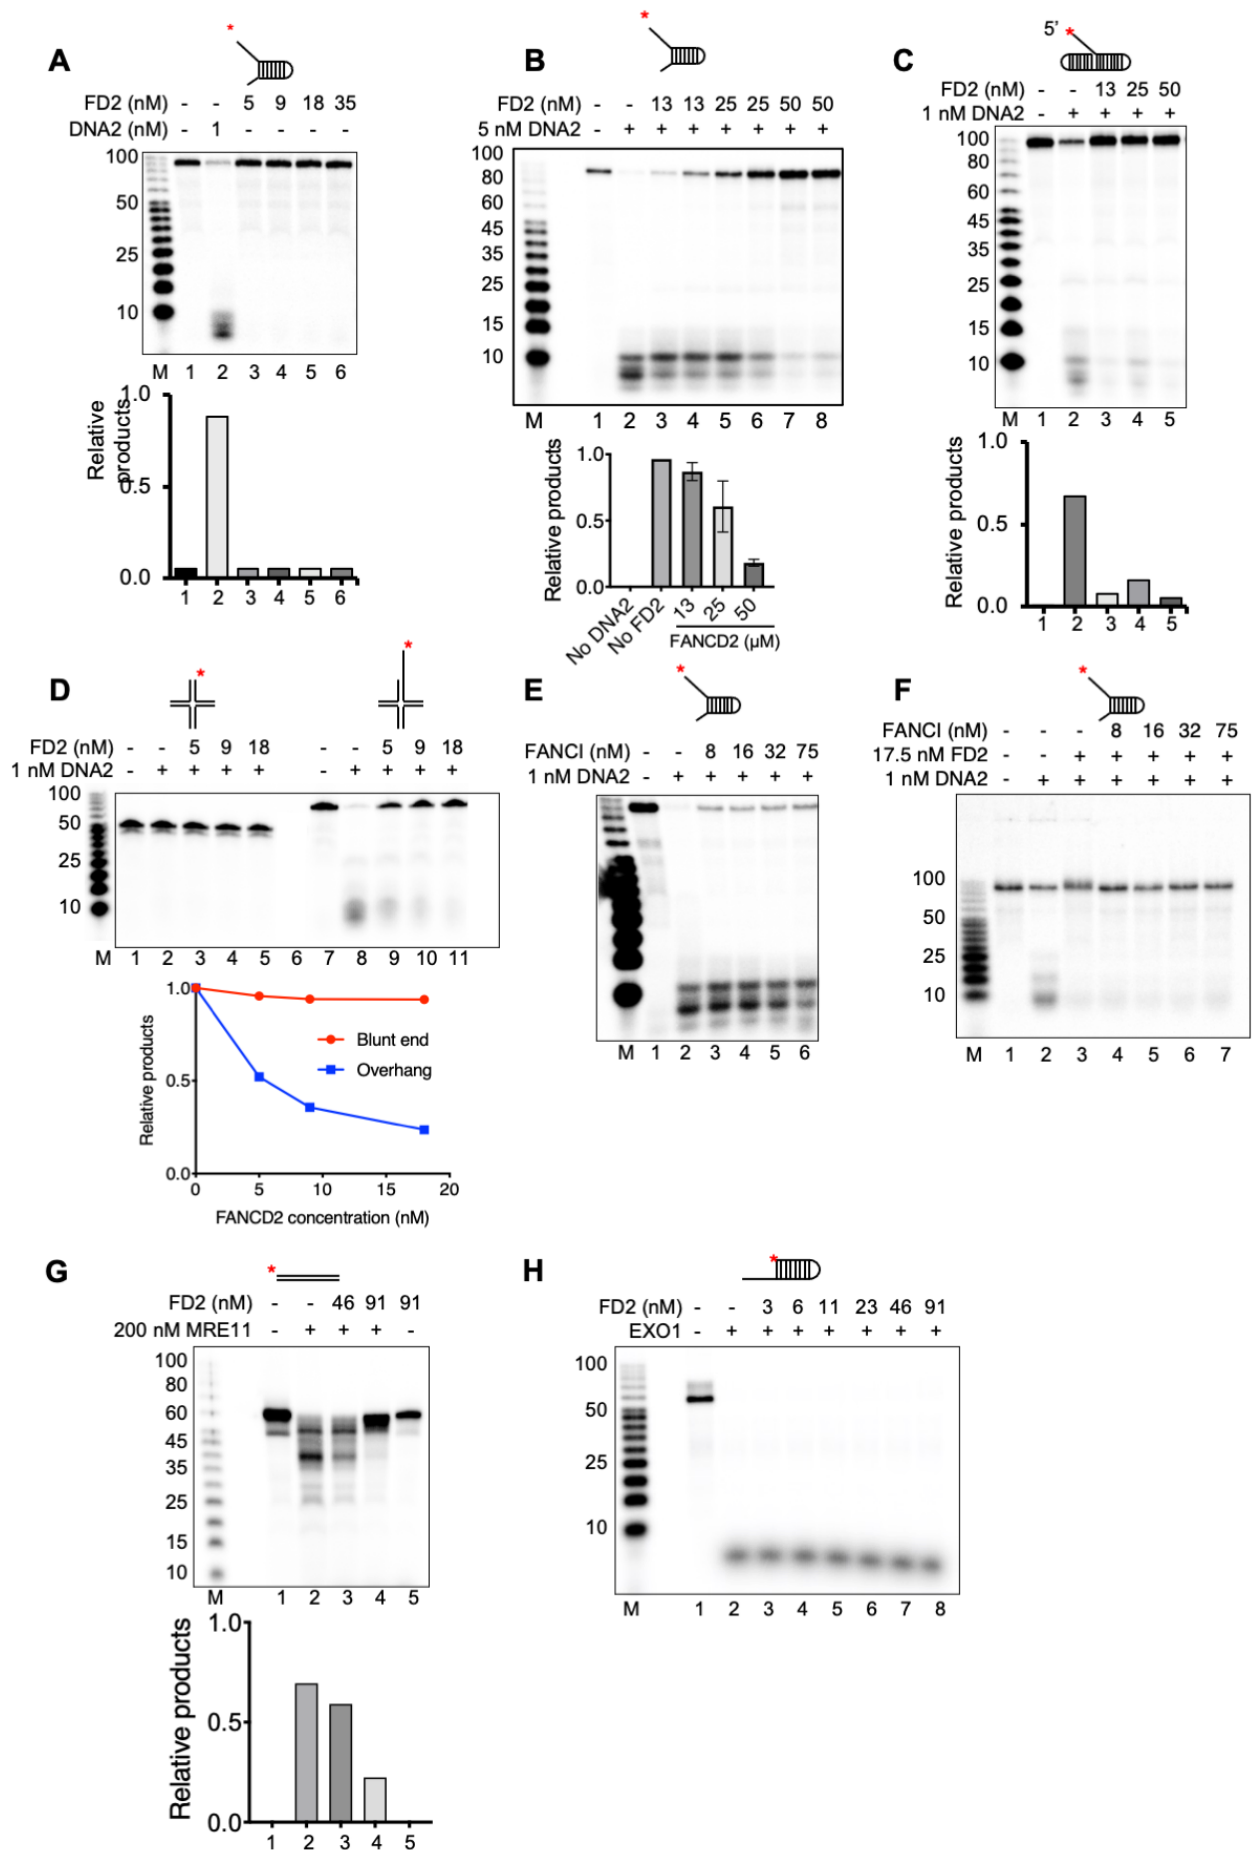 A
*
FD2 (nM) - - 5 9 18 35
DNA2 (nM) - 1 - - - -
100
50
25
10
M 1 2 3 4 5 6
Relative products
1.0
0.5
0.0
1 2 3 4 5 6
B
*
FD2 (nM) - - 13 13 25 25 50 50
5 nM DNA2 - + + + + + + +
100
80
60
45
35
25
15
10
M 1 2 3 4 5 6 7 8
Relative products
1.0
0.5
0.0
No DNA2
No FD2
13
25
50
FANCD2 (μM)
C
5' *
FD2 (nM) - - 13 25 50
1 nM DNA2 - + + + +
100
80
60
45
35
25
15
10
M 1 2 3 4 5
Relative products
1.0
0.5
0.0
1 2 3 4 5
D
* *
FD2 (nM) - - 5 9 18 - - 5 9 18
1 nM DNA2 - + + + + - + + + +
100
50
25
10
M 1 2 3 4 5 6 7 8 9 10 11
Relative products
1.0
0.5
0.0
Blunt end
Overhang
0 5 10 15 20
FANCD2 concentration (nM)
E
*
FANCI (nM) - - 8 16 32 75
1 nM DNA2 - + + + + +
M 1 2 3 4 5 6
F
*
FANCI (nM) - - - 8 16 32 75
17.5 nM FD2 - - + + + + +
1 nM DNA2 - + + + + + +
100
50
25
10
M 1 2 3 4 5 6 7
G
*
FD2 (nM) - - 46 91 91
200 nM MRE11 - + + + -
100
80
60
45
35
25
15
10
M 1 2 3 4 5
Relative products
1.0
0.5
0.0
1 2 3 4 5
H
*
FD2 (nM) - - 3 6 11 23 46 91
EXO1 - + + + + + + +
100
50
25
10
M 1 2 3 4 5 6 7 8